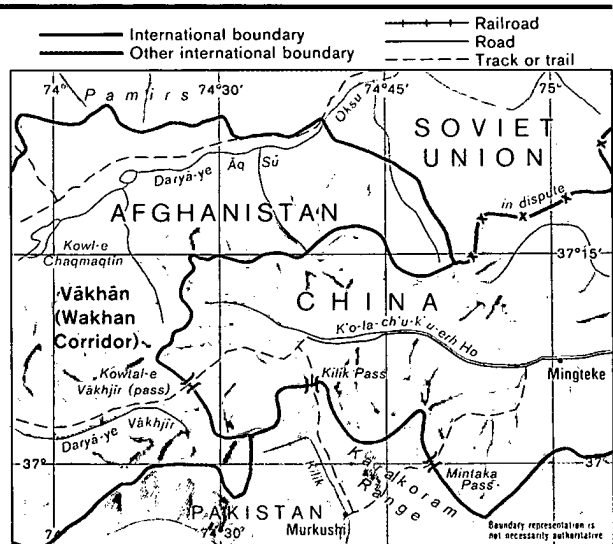 International boundary
Other international boundary
Railroad
Road
Track or trail
74°
74°30'
74°45'
75°
Pamirs
Oksu
SOVIET
UNION
Daryā-ye Āq Sū
in dispute
AFGHANISTAN
37°15'
Kowl-e
Chaqmaqtīn
CHINA
Vākhān
(Wakhan
Corridor)
K'o-la-ch'u-k'u-erh Ho
Kowtal-e
Vākhjīr (pass)
Kilik Pass
Mingteke
Daryā-ye Vākhjīr
37°
Kilik
Karalkoram
Range
Mintaka
Pass
37°
PAKISTAN
Murkushi
74°
74°30'
Boundary representation is
not necessarily authoritative